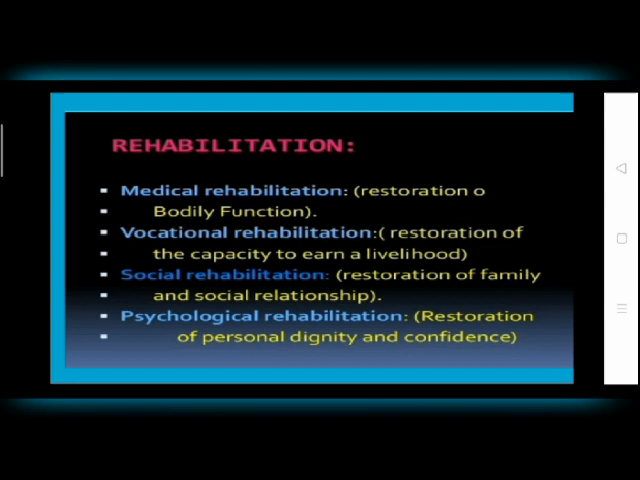 REHABILITATION:
▪ Medical rehabilitation: (restoration o
▪ Bodily Function).
▪ Vocational rehabilitation:( restoration of
▪ the capacity to earn a livelihood)
▪ Social rehabilitation: (restoration of family
▪ and social relationship).
▪ Psychological rehabilitation: (Restoration
▪ of personal dignity and confidence)